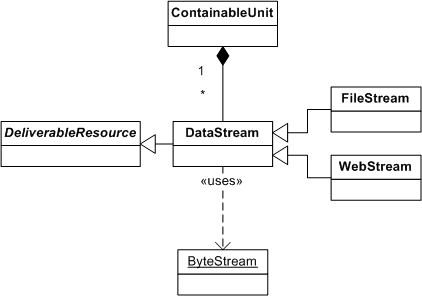 ContainableUnit
1
*
FileStream
DeliverableResource
DataStream
WebStream
«uses»
ByteStream